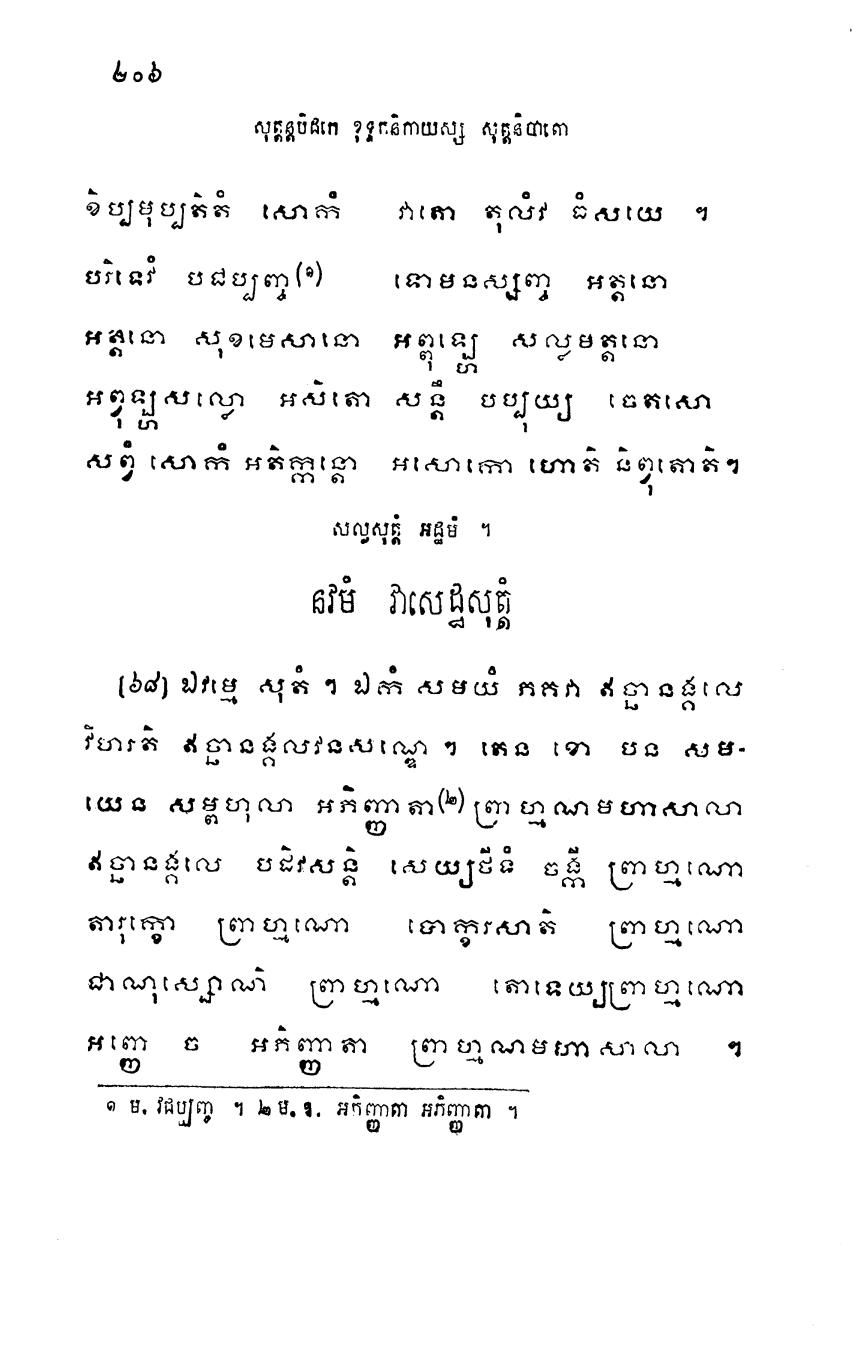 ២០៦
សុត្តន្តបិដកេ ខុទ្ទកនិកាយស្ស សុត្តនិបាតោ
ខិប្បមុប្បតិតំ សោកំ វាតោ តុលំវ ធំសយេ ។
បរិទេវំ បជប្បញ្ច(១) ទោមនស្សញ្ច អត្តនោ
អត្តនោ សុខមេសានោ អព្ពុឡ្ហេ សល្លមត្តនោ
អព្វុឡ្ហសល្លោ អសិតោ សន្តឹ បប្បុយ្យ ចេតសោ
សព្វំ សោកំ អតិក្កន្តោ អសោកោ ហោតិ និព្វុតោតិ។
សល្លសុត្តំ អដ្ឋមំ ។
នវមំ វាសេដ្ឋសុត្តំ
(៦៨) ឯវម្មេ សុតំ ។ ឯកំ សមយំ ភគវា ឥច្ឆានង្គលេ
វិហរតិ ឥច្ឆានង្គលវនសណ្ឌេ ។ តេន ខោ បន សម-
យេន សម្ពហុលា អភិញ្ញាតា(២) ព្រាហ្មណមហាសាលា
ឥច្ឆានង្គលេ បដិវសន្តិ សេយ្យថីទំ ចង្កី ព្រាហ្មណោ
តារុក្ខោ ព្រាហ្មណោ បោក្ខរសាតិ ព្រាហ្មណោ
ជាណុស្សោណិ ព្រាហ្មណោ តោទេយ្យព្រាហ្មណោ
អញ្ញេ ច អភិញ្ញាតា ព្រាហ្មណមហាសាលា ។
១ ម. វជប្បញ្ច ។ ២ ម. ឱ. អភិញ្ញាតា អភិញ្ញាតា ។